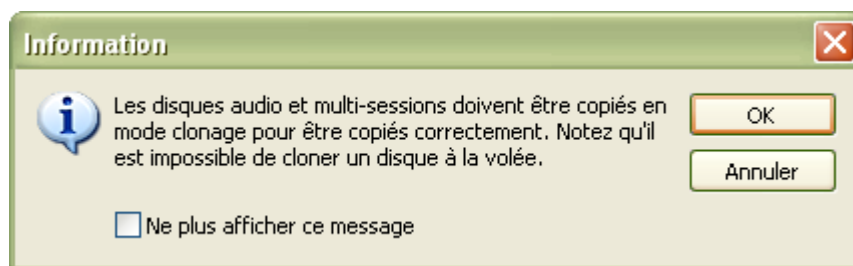 Information
Les disques audio et multi-sessions doivent être copiés en
mode clonage pour être copiés correctement. Notez qu'il
est impossible de cloner un disque à la volée.
OK
Annuler
Ne plus afficher ce message